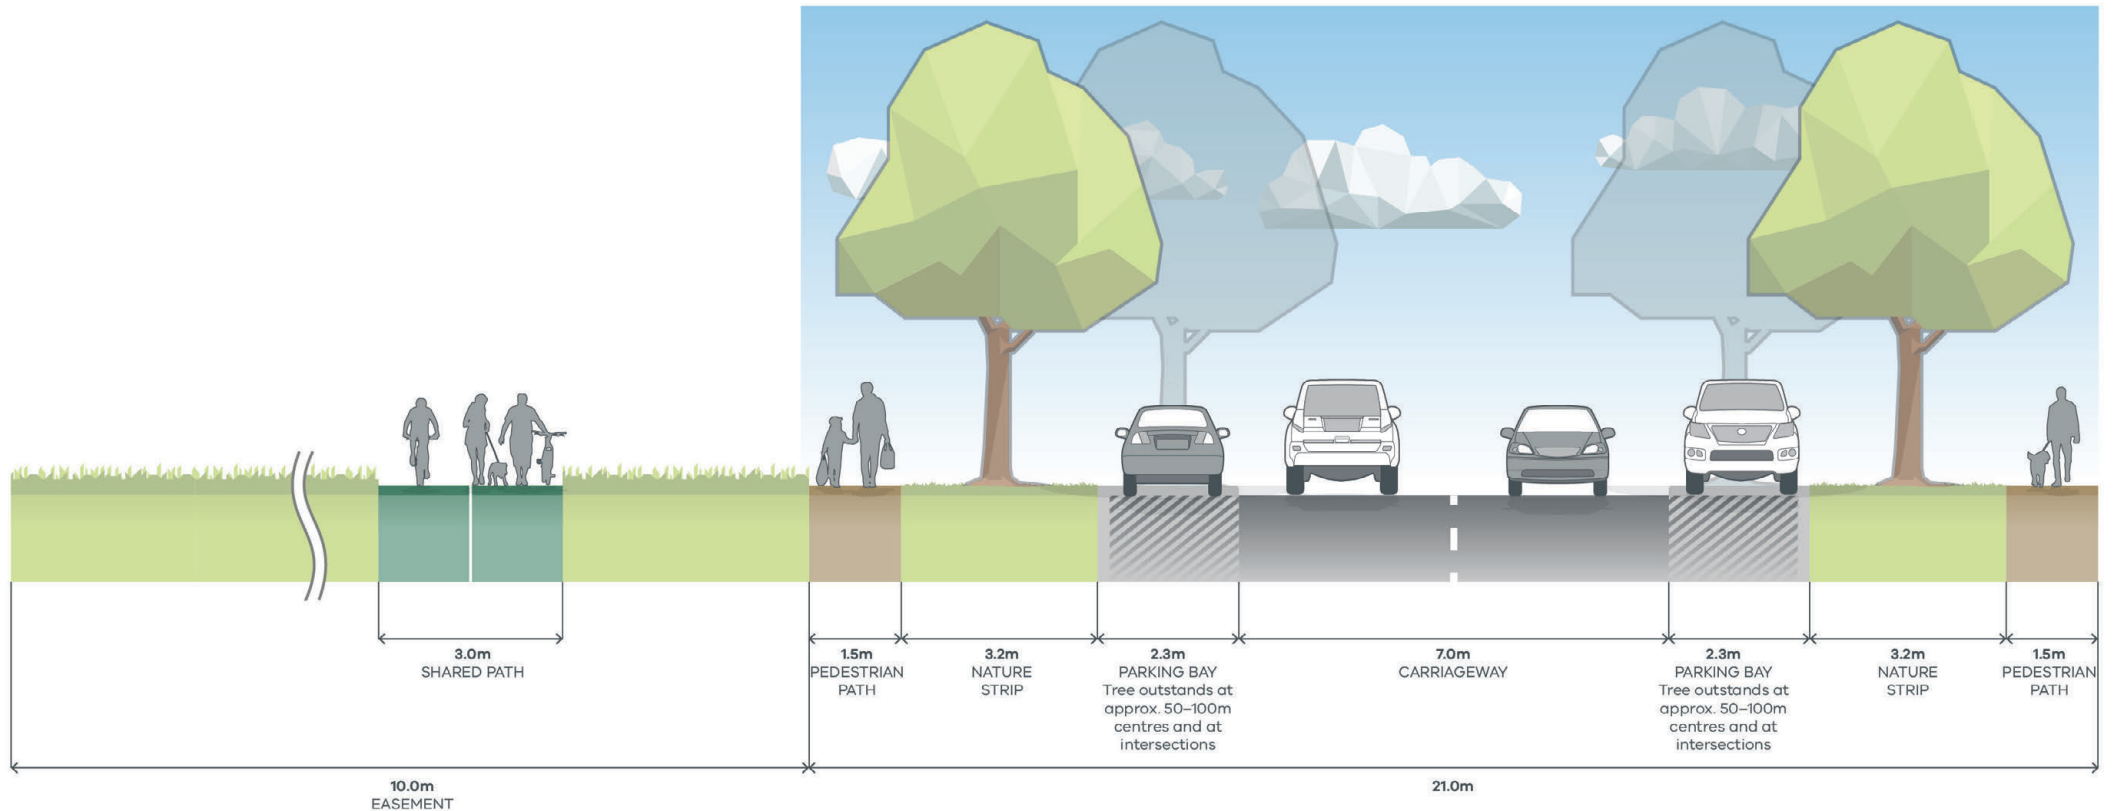 3.0m
SHARED PATH
1.5m
PEDESTRIAN
PATH
3.2m
NATURE
STRIP
2.3m
PARKING BAY
Tree outstands at
approx. 50–100m
centres and at
intersections
7.0m
CARRIAGEWAY
2.3m
PARKING BAY
Tree outstands at
approx. 50–100m
centres and at
intersections
3.2m
NATURE
STRIP
1.5m
PEDESTRIAN
PATH
10.0m
EASEMENT
21.0m